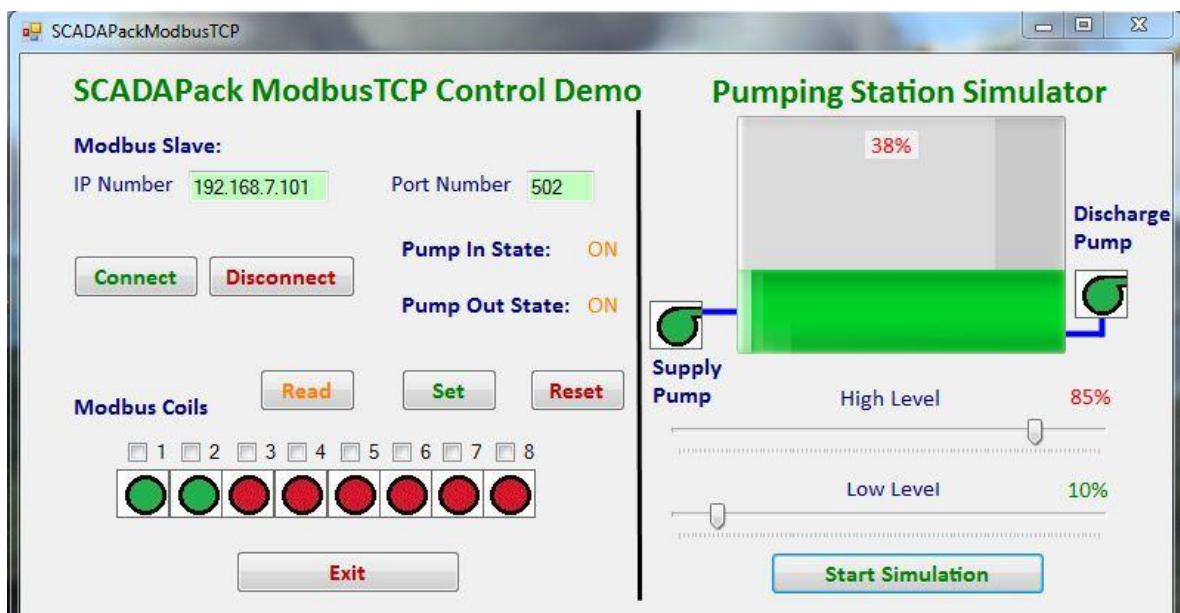 SCADAPackModbusTCP
SCADAPack ModbusTCP Control Demo
Modbus Slave:
IP Number 192.168.7.101 Port Number 502
Connect Disconnect
Pump In State: ON
Pump Out State: ON
Modbus Coils
Read Set Reset
1 2 3 4 5 6 7 8
Exit
Pumping Station Simulator
38%
Discharge
Pump
Supply
Pump
High Level 85%
Low Level 10%
Start Simulation